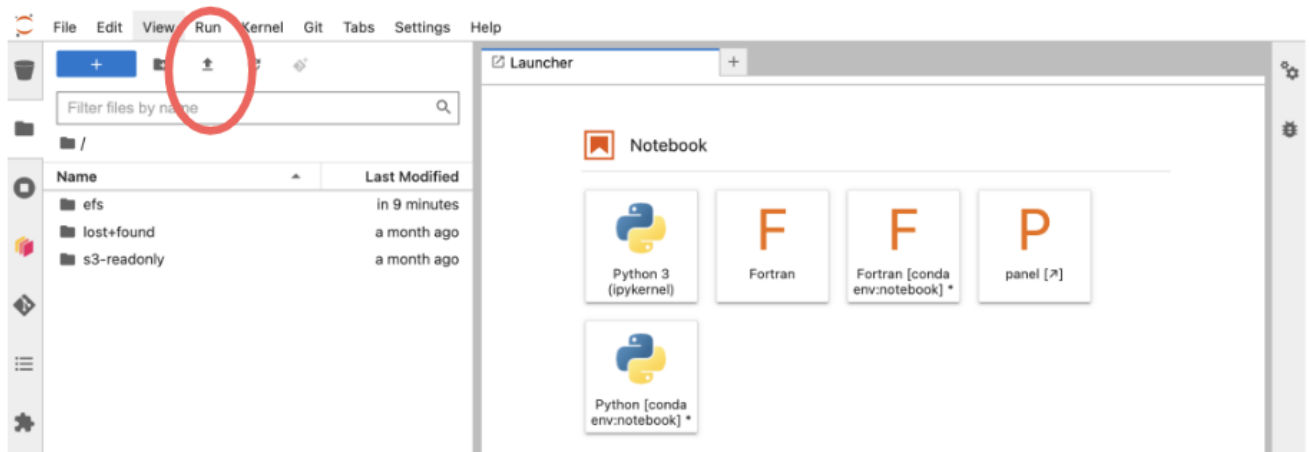 File Edit View Run Kernel Git Tabs Settings Help
+
Launcher
+
Filter files by name
/
Name Last Modified
efs in 9 minutes
lost+found a month ago
s3-readonly a month ago
Notebook
Python 3
(ipykernel)
F
Fortran
F
Fortran [conda
env:notebook] *
P
panel [↗]
Python [conda
env:notebook] *